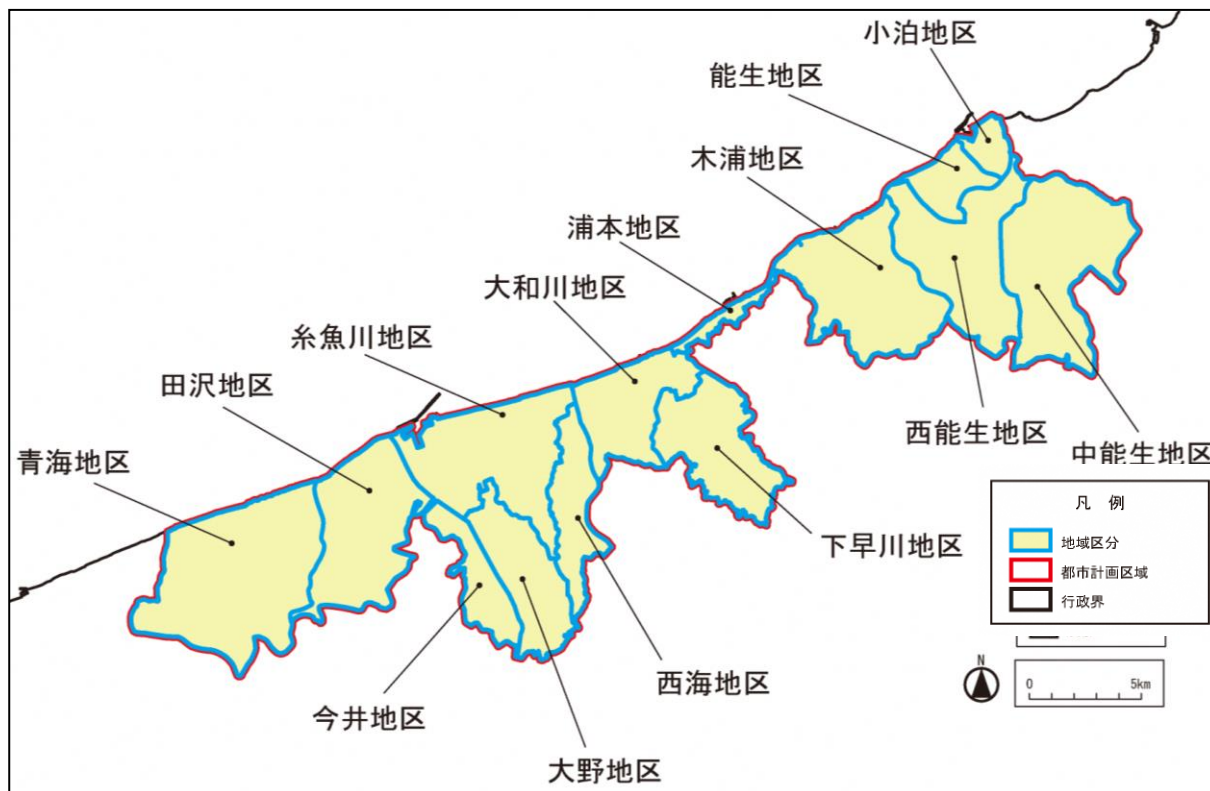 小泊地区
能生地区
木浦地区
浦本地区
大和川地区
糸魚川地区
田沢地区
青海地区
西能生地区
中能生地区
下早川地区
西海地区
今井地区
大野地区
凡 例
地域区分
都市計画区域
行政界
N
0 5km